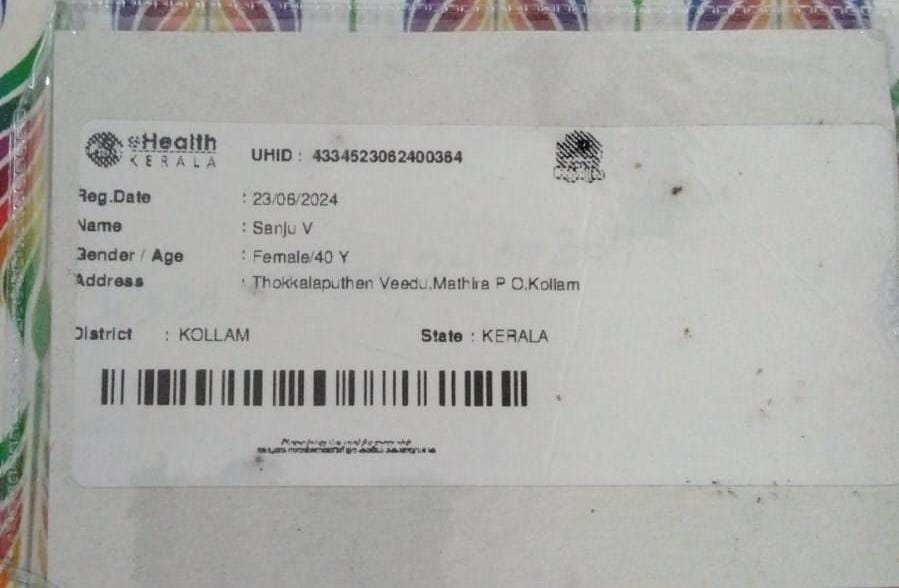 eHealth
KERALA
UHID : 4334523062400364
Reg.Date : 23/06/2024
Name : Sanju V
Gender / Age : Female/40 Y
Address : Thokkalaputhen Veedu,Mathira P O,Kollam
District : KOLLAM State : KERALA